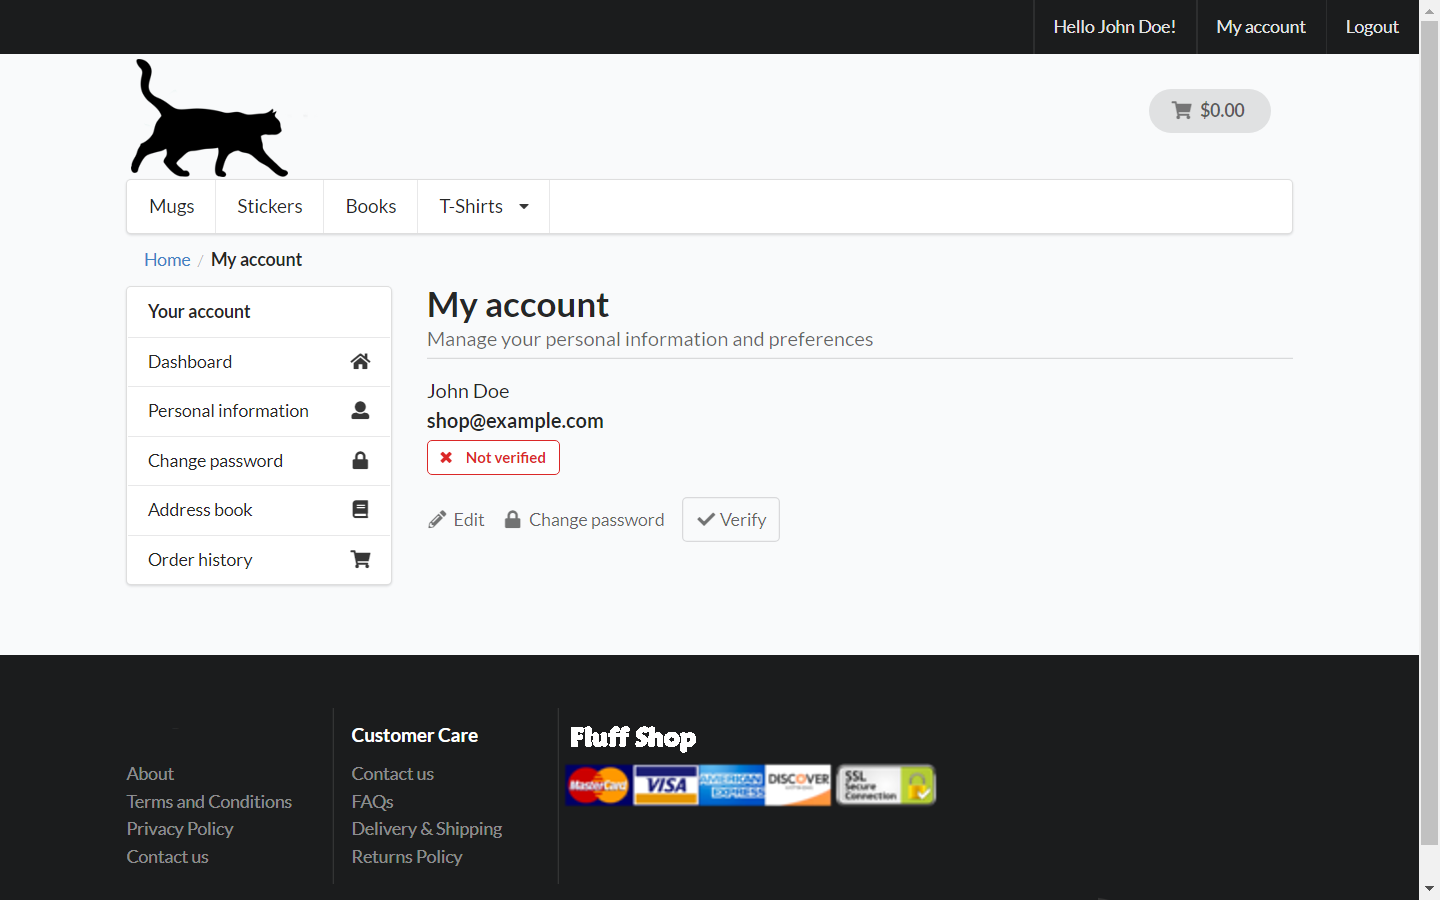 Hello John Doe!
My account
Logout
$0.00
Mugs
Stickers
Books
T-Shirts
Home / My account
Your account
Dashboard
Personal information
Change password
Address book
Order history
My account
Manage your personal information and preferences
John Doe
shop@example.com
Not verified
Edit
Change password
Verify
About
Terms and Conditions
Privacy Policy
Contact us
Customer Care
Contact us
FAQs
Delivery & Shipping
Returns Policy
Fluff Shop
MasterCard
VISA
AMERICAN EXPRESS
DISCOVER
SSL
Secure
Connection